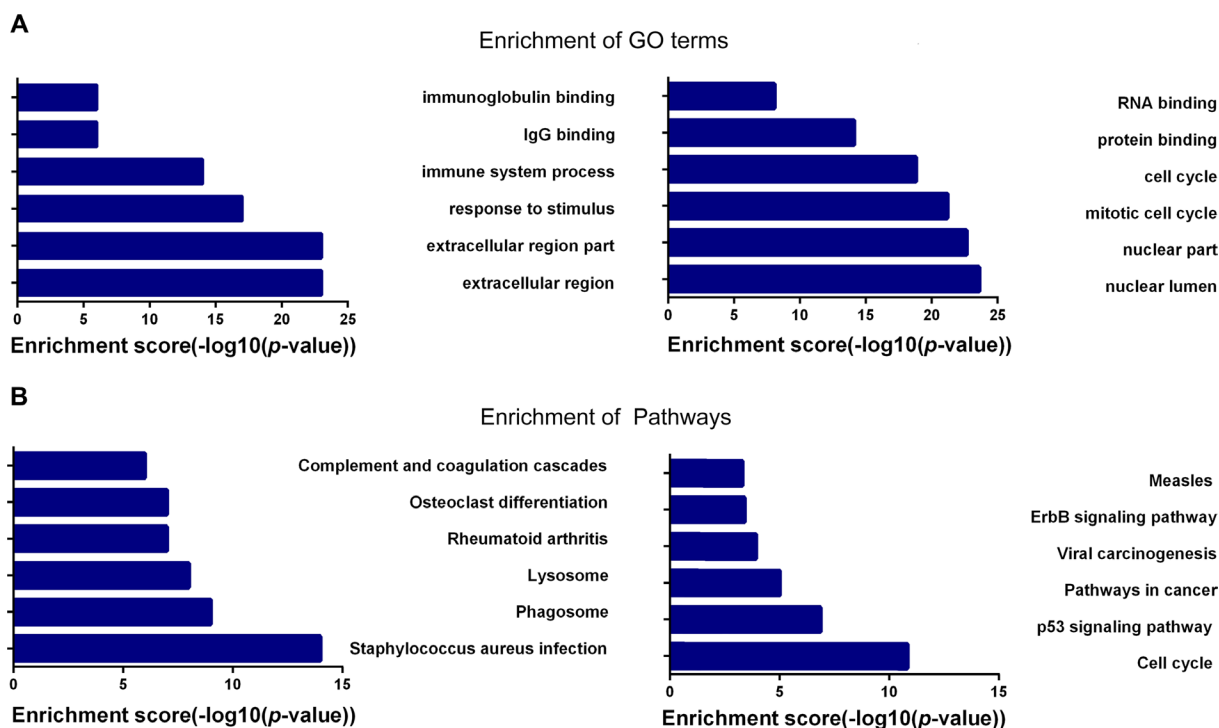 A
Enrichment of GO terms
immunoglobulin binding
IgG binding
immune system process
response to stimulus
extracellular region part
extracellular region
0 5 10 15 20 25
Enrichment score(-log10(p-value))
RNA binding
protein binding
cell cycle
mitotic cell cycle
nuclear part
nuclear lumen
0 5 10 15 20 25
Enrichment score(-log10(p-value))
B
Enrichment of Pathways
Complement and coagulation cascades
Osteoclast differentiation
Rheumatoid arthritis
Lysosome
Phagosome
Staphylococcus aureus infection
0 5 10 15
Enrichment score(-log10(p-value))
Measles
ErbB signaling pathway
Viral carcinogenesis
Pathways in cancer
p53 signaling pathway
Cell cycle
0 5 10 15
Enrichment score(-log10(p-value))